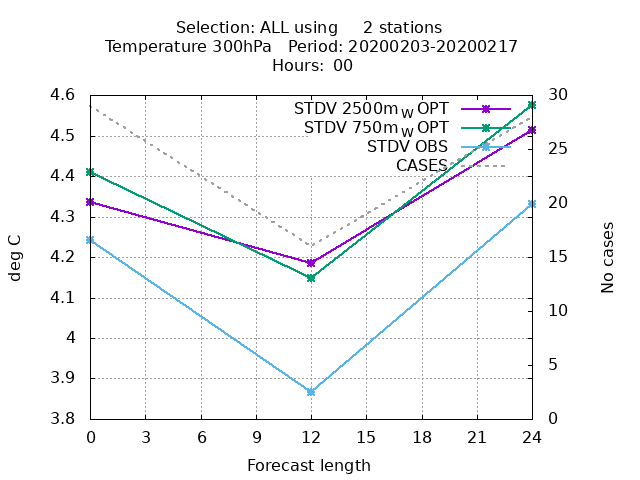 Selection: ALL using     2 stations
Temperature 300hPa   Period: 20200203-20200217
Hours:  00
STDV 2500m_W OPT
STDV 750m_W OPT
STDV OBS
CASES
4.6
4.5
4.4
4.3
4.2
4.1
4
3.9
3.8
deg C
30
25
20
15
10
5
0
No cases
0 3 6 9 12 15 18 21 24
Forecast length